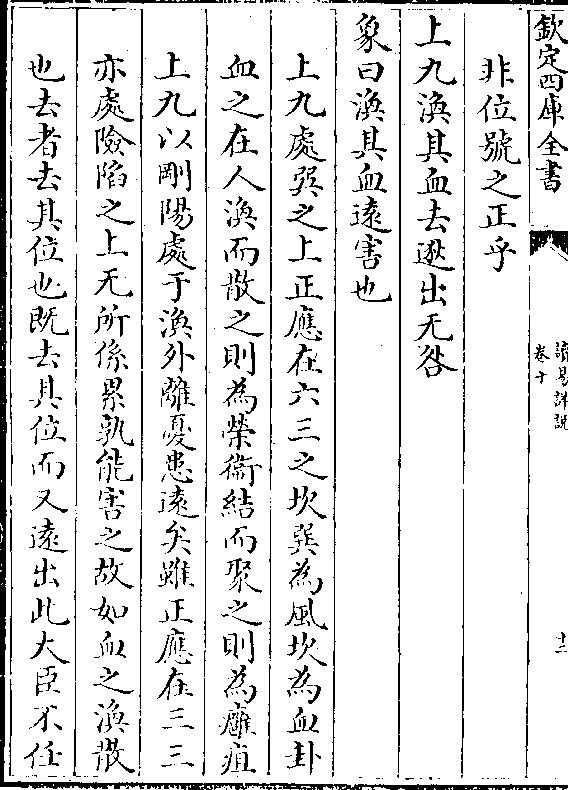 欽定四庫全書
讀易詳說
卷十
十二
非位號之正乎
上九渙其血去逖出无咎
象曰渙其血遠害也
上九處巽之上正應在六三之坎巽為風坎為血卦
血之在人渙而散之則為榮衛結而聚之則為癰疽
上九以剛陽處于渙外離憂患遠矣雖正應在三三
亦處險陷之上无所係累孰能害之故如血之渙散
也去者去其位也既去其位而又遠出此大臣不任